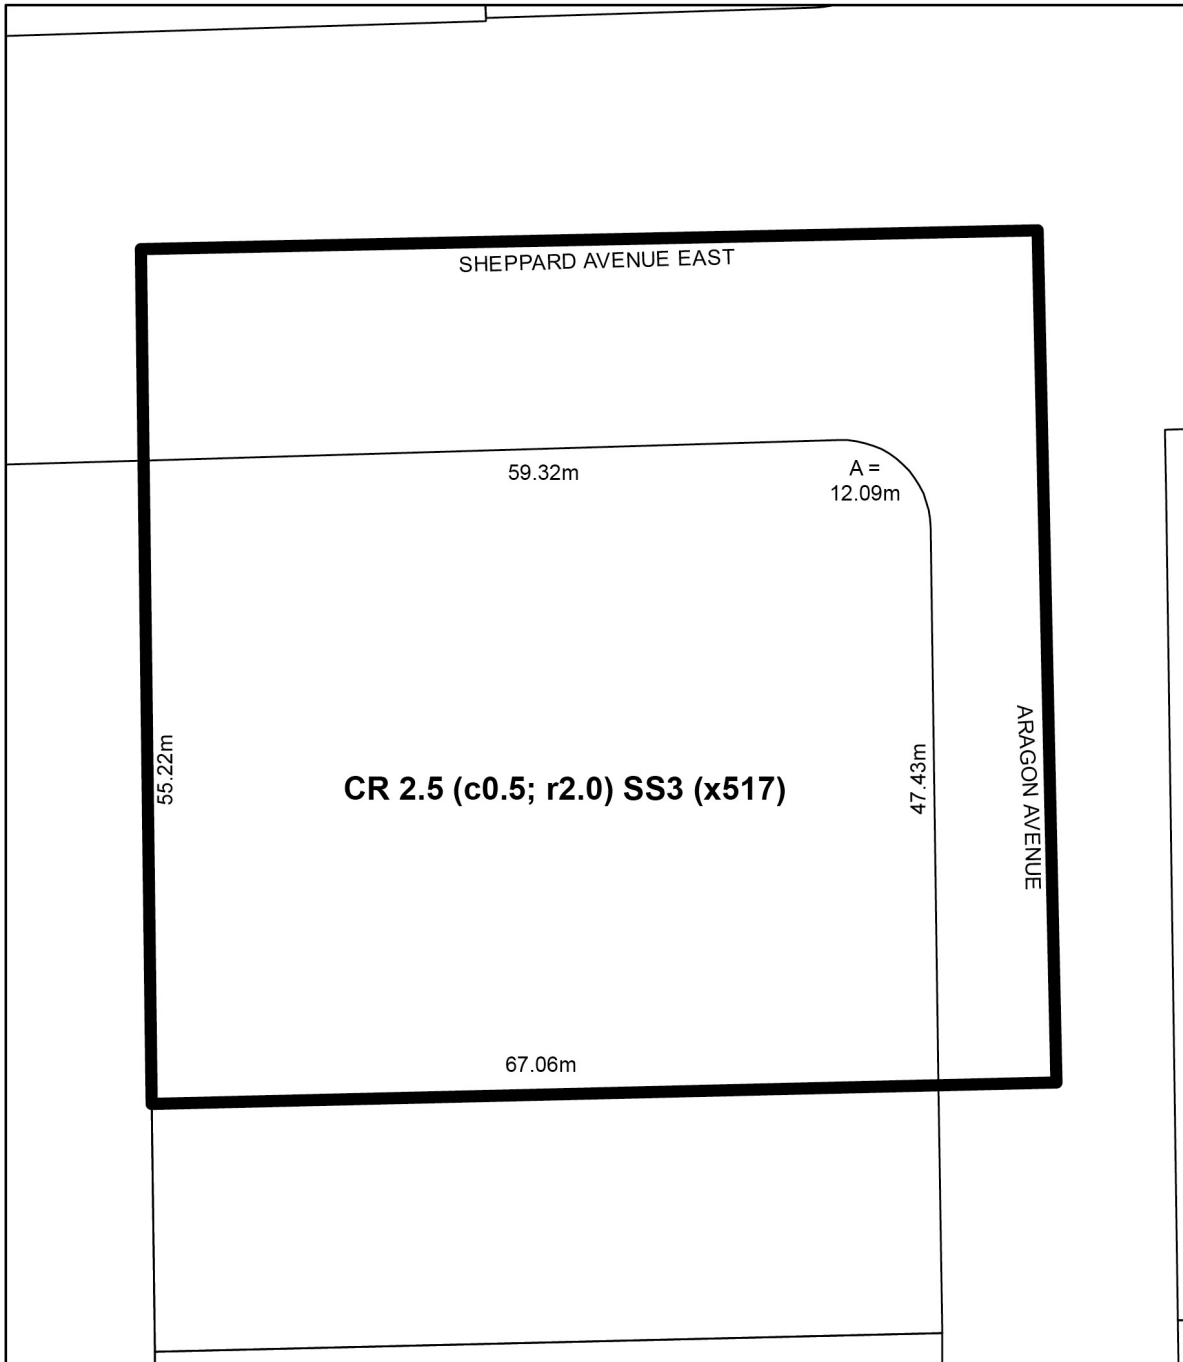 SHEPPARD AVENUE EAST
59.32m
A =
12.09m
ARAGON AVENUE
55.22m
47.43m
CR 2.5 (c0.5; r2.0) SS3 (x517)
67.06m